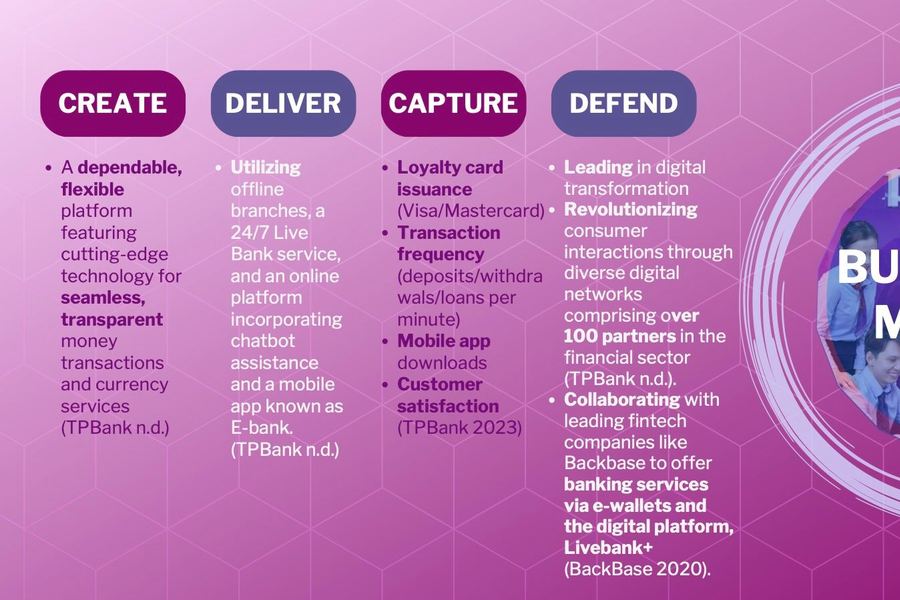 CREATE
• A dependable,
flexible
platform
featuring
cutting-edge
technology for
seamless,
transparent
money
transactions
and currency
services
(TPBank n.d.)
DELIVER
• Utilizing
offline
branches, a
24/7 Live
Bank service,
and an online
platform
incorporating
chatbot
assistance
and a mobile
app known as
E-bank.
(TPBank n.d.)
CAPTURE
• Loyalty card
issuance
(Visa/Mastercard)
• Transaction
frequency
(deposits/withdra
wals/loans per
minute)
• Mobile app
downloads
• Customer
satisfaction
(TPBank 2023)
DEFEND
• Leading in digital
transformation
• Revolutionizing
consumer
interactions through
diverse digital
networks
comprising over
100 partners in the
financial sector
(TPBank n.d.).
• Collaborating with
leading fintech
companies like
Backbase to offer
banking services
via e-wallets and
the digital platform,
Livebank+
(BackBase 2020).
BU
M